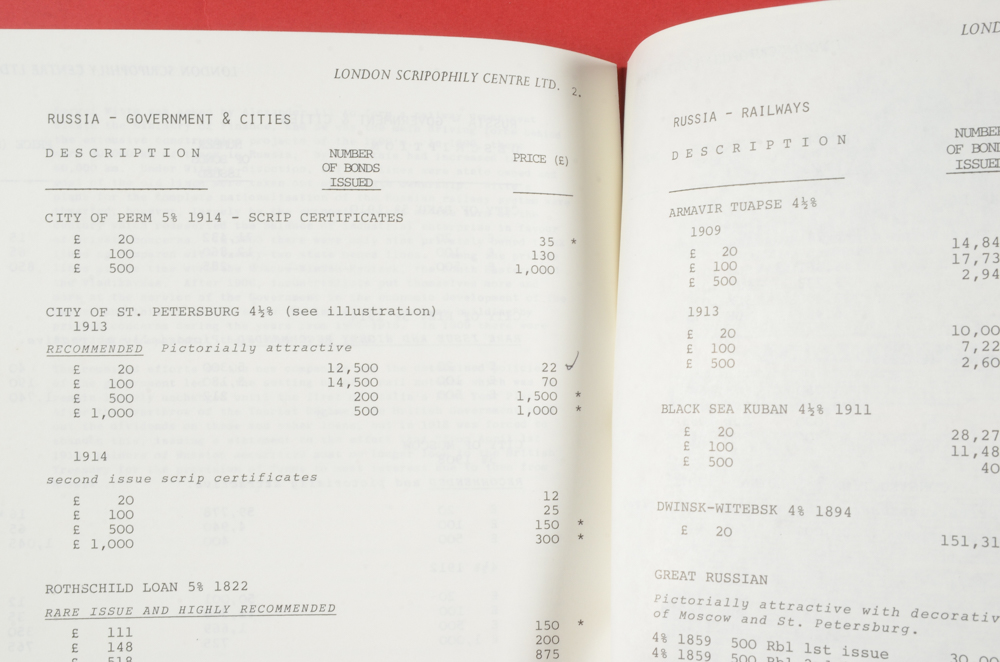 LONDON SCRIPOPHILY CENTRE LTD. 2.
RUSSIA - GOVERNMENT & CITIES
DESCRIPTION NUMBER OF BONDS ISSUED PRICE (£)
CITY OF PERM 5% 1914 - SCRIP CERTIFICATES
£ 20 35 *
£ 100 130
£ 500 1,000
CITY OF ST. PETERSBURG 4½% (see illustration)
1913
RECOMMENDED Pictorially attractive
£ 20 12,500 22
£ 100 14,500 70
£ 500 200 1,500 *
£ 1,000 500 1,000 *
1914
second issue scrip certificates
£ 20 12
£ 100 25
£ 500 150 *
£ 1,000 300 *
ROTHSCHILD LOAN 5% 1822
RARE ISSUE AND HIGHLY RECOMMENDED
£ 111 150 *
£ 148 200
£ 518 875
LOND
RUSSIA - RAILWAYS
DESCRIPTION NUMBER OF BOND ISSUED
ARMAVIR TUAPSE 4½%
1909
£ 20 14,84
£ 100 17,73
£ 500 2,94
1913
£ 20 10,00
£ 100 7,22
£ 500 2,60
BLACK SEA KUBAN 4½% 1911
£ 20 28,27
£ 100 11,48
£ 500 40
DWINSK-WITEBSK 4% 1894
£ 20 151,31
GREAT RUSSIAN
Pictorially attractive with decorativ
of Moscow and St. Petersburg.
4% 1859 500 Rbl 1st issue 30,00
4% 1859 500 Rbl